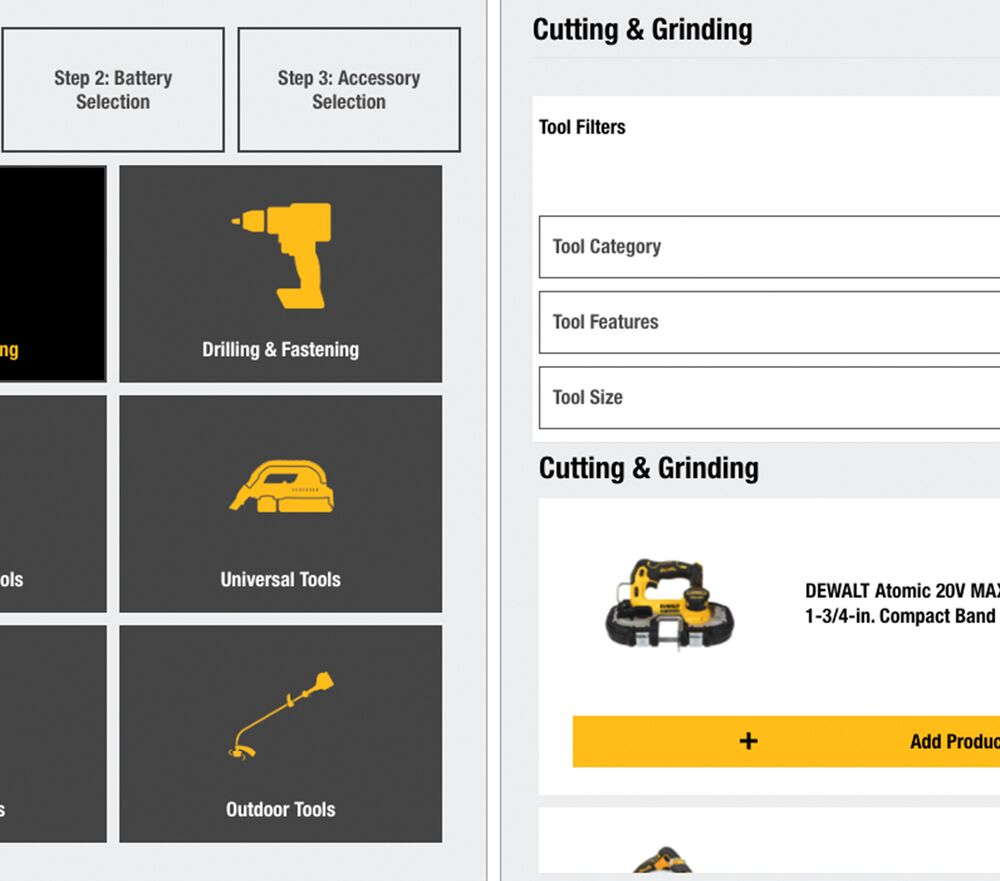 Step 2: Battery
Selection
Step 3: Accessory
Selection
ng
Drilling & Fastening
ols
Universal Tools
s
Outdoor Tools
Cutting & Grinding
Tool Filters
Tool Category
Tool Features
Tool Size
Cutting & Grinding
DEWALT
DEWALT Atomic 20V MAX
1-3/4-in. Compact Band
+ Add Produc